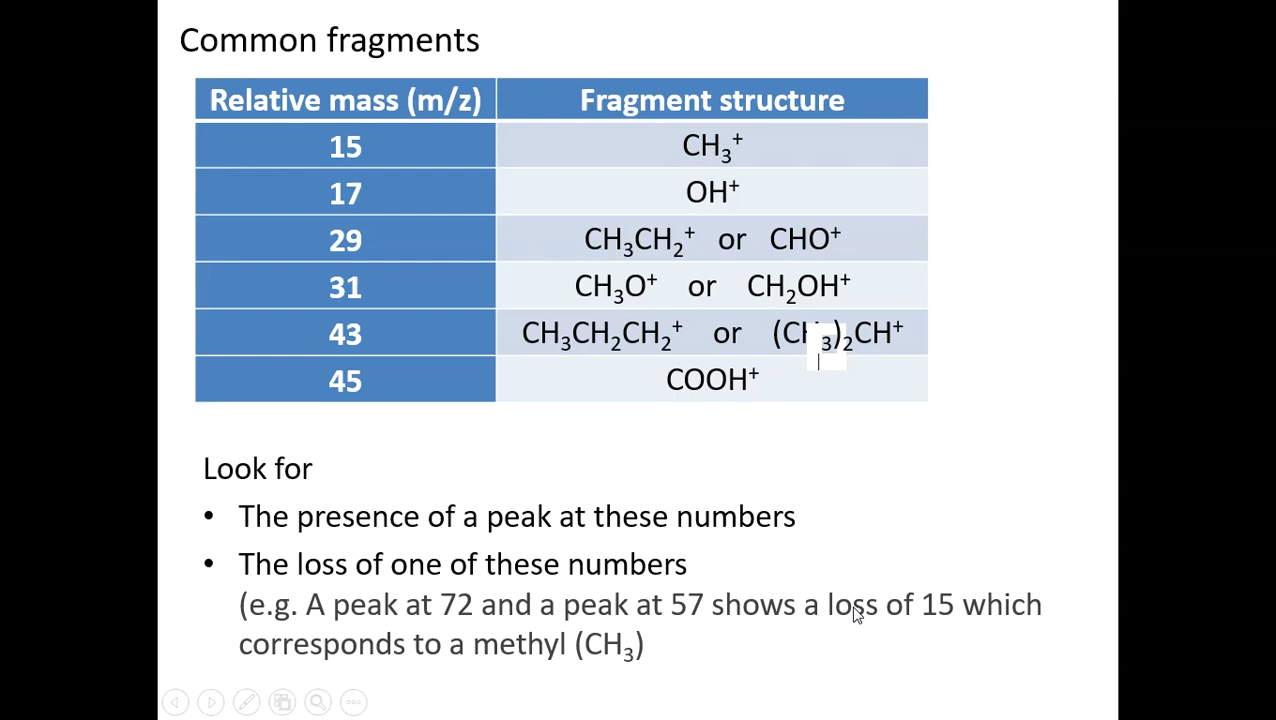 Common fragments
Relative mass (m/z) Fragment structure
15 CH₃⁺
17 OH⁺
29 CH₃CH₂⁺ or CHO⁺
31 CH₃O⁺ or CH₂OH⁺
43 CH₃CH₂CH₂⁺ or (CH₃)₂CH⁺
45 COOH⁺
Look for
• The presence of a peak at these numbers
• The loss of one of these numbers
(e.g. A peak at 72 and a peak at 57 shows a loss of 15 which
corresponds to a methyl (CH₃)